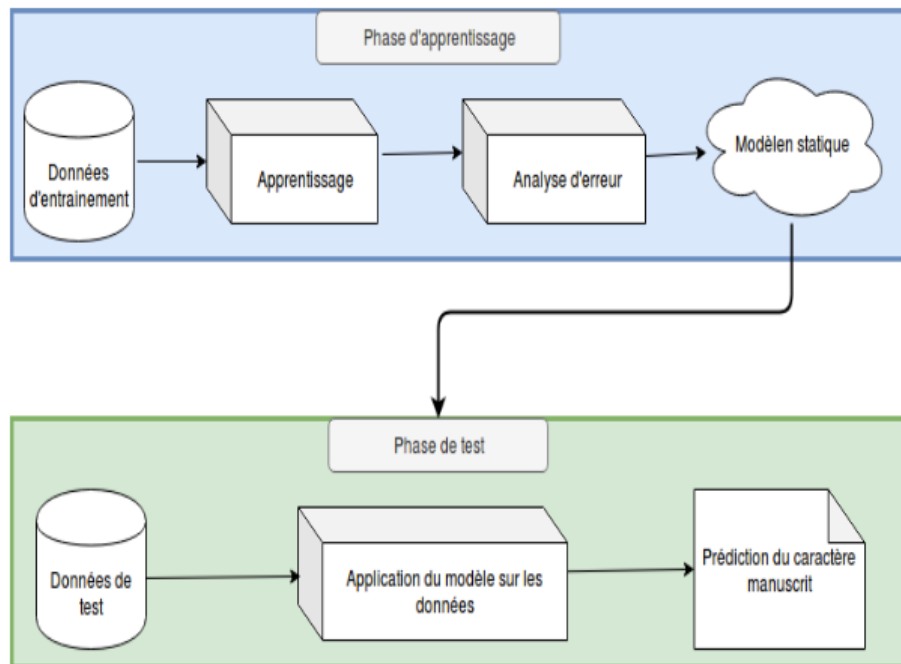 Phase d'apprentissage
Données
d'entrainement
Apprentissage
Analyse d'erreur
Modèlen statique
Phase de test
Données de
test
Application du modèle sur les
données
Prédiction du caractère
manuscrit